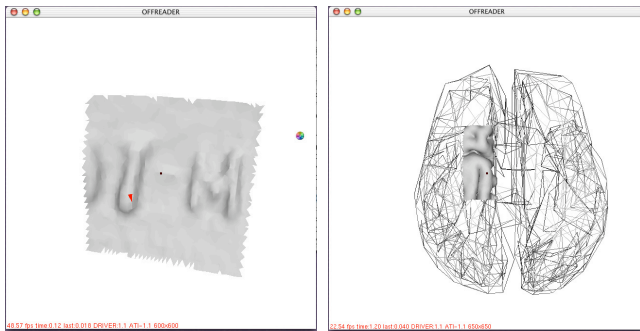 OFFREADER
U-M
48.57 fps time:0.12 last:0.018 DRIVER:1.1 ATI-1.1 600x600
OFFREADER
22.54 fps time:1.20 last:0.040 DRIVER:1.1 ATI-1.1 650x650